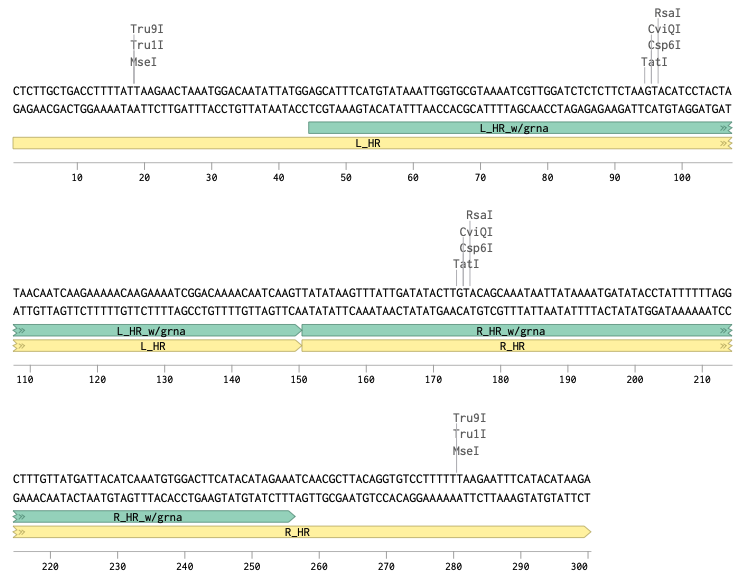 RsaI
Tru9I CviQI
Tru1I Csp6I
MseI TatI
CTCTTGCTGACCTTTTATTAAGAACTAAATGGACAATATTATGGAGCATTTCATGTATAAATTGGTGCGTAAAATCGTTGGATCTCTCTTCTAAGTACATCCTACTA
GAGAACGACTGGAAAATAATTCTTGATTTACCTGTTATAATACCTCGTAAAGTACATATTTAACCACGCATTTTAGCAACCTAGAGAGAAGATTCATGTAGGATGAT
L_HR_w/grna
L_HR
10 20 30 40 50 60 70 80 90 100
RsaI
CviQI
Csp6I
TatI
TAACAATCAAGAAAAACAAGAAAATCGGACAAAACAATCAAGTTATATAAGTTTATTGATATACTTGTACAGCAAATAATTATAAAATGATATACCTATTTTTTAGG
ATTGTTAGTTCTTTTTGTTCTTTTAGCCTGTTTTGTTAGTTCAATATATTCAAATAACTATATGAACATGTCGTTTATTAATATTTTACTATATGGATAAAAAATCC
L_HR_w/grna R_HR_w/grna
L_HR R_HR
110 120 130 140 150 160 170 180 190 200 210
Tru9I
Tru1I
MseI
CTTTGTTATGATTACATCAAATGTGGACTTCATACATAGAAATCAACGCTTACAGGTGTCCTTTTTTAAGAATTTCATACATAAGA
GAAACAATACTAATGTAGTTTACACCTGAAGTATGTATCTTTAGTTGCGAATGTCCACAGGAAAAAATTCTTAAAGTATGTATTCT
R_HR_w/grna
R_HR
220 230 240 250 260 270 280 290 300